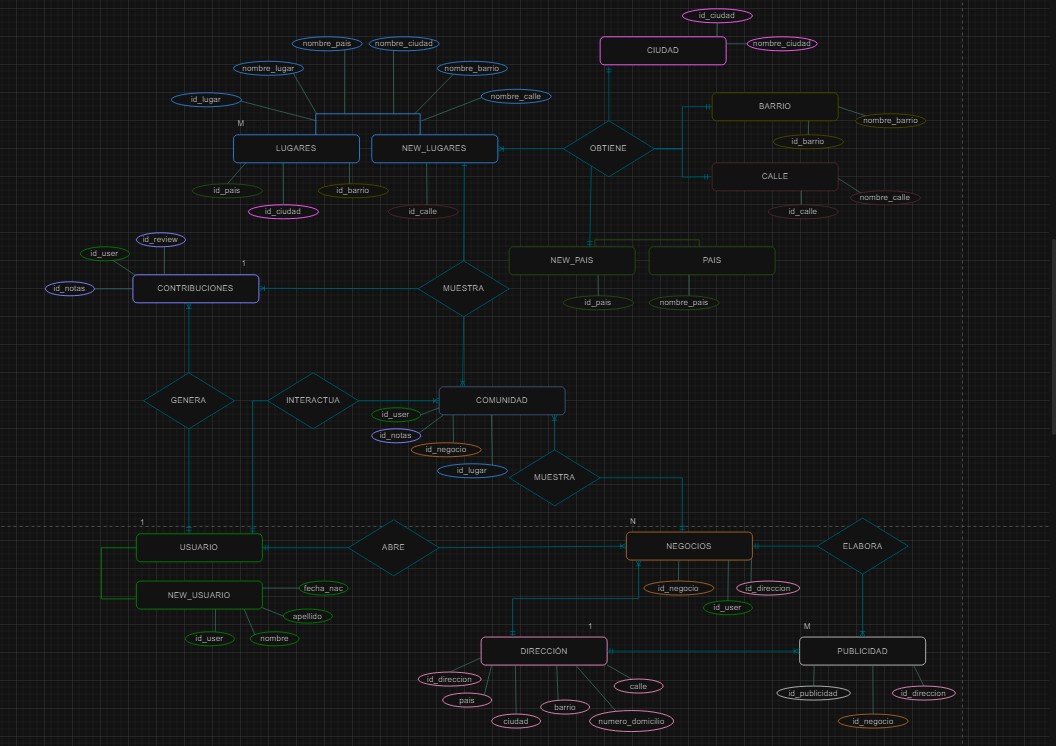 id_ciudad
nombre_pais
nombre_ciudad
CIUDAD
nombre_ciudad
nombre_lugar
nombre_barrio
id_lugar
nombre_calle
BARRIO
M
nombre_barrio
LUGARES
NEW_LUGARES
OBTIENE
id_barrio
CALLE
id_pais
id_barrio
nombre_calle
id_ciudad
id_calle
id_calle
id_review
id_user
1
NEW_PAIS
PAIS
id_notas
CONTRIBUCIONES
MUESTRA
id_pais
nombre_pais
GENERA
INTERACTUA
COMUNIDAD
id_user
id_notas
id_negocio
id_lugar
MUESTRA
1
N
USUARIO
ABRE
NEGOCIOS
ELABORA
NEW_USUARIO
fecha_nac
id_negocio
id_direccion
id_user
apellido
id_user
nombre
1
M
DIRECCIÓN
PUBLICIDAD
id_direccion
calle
pais
barrio
ciudad
numero_domicilio
id_publicidad
id_direccion
id_negocio